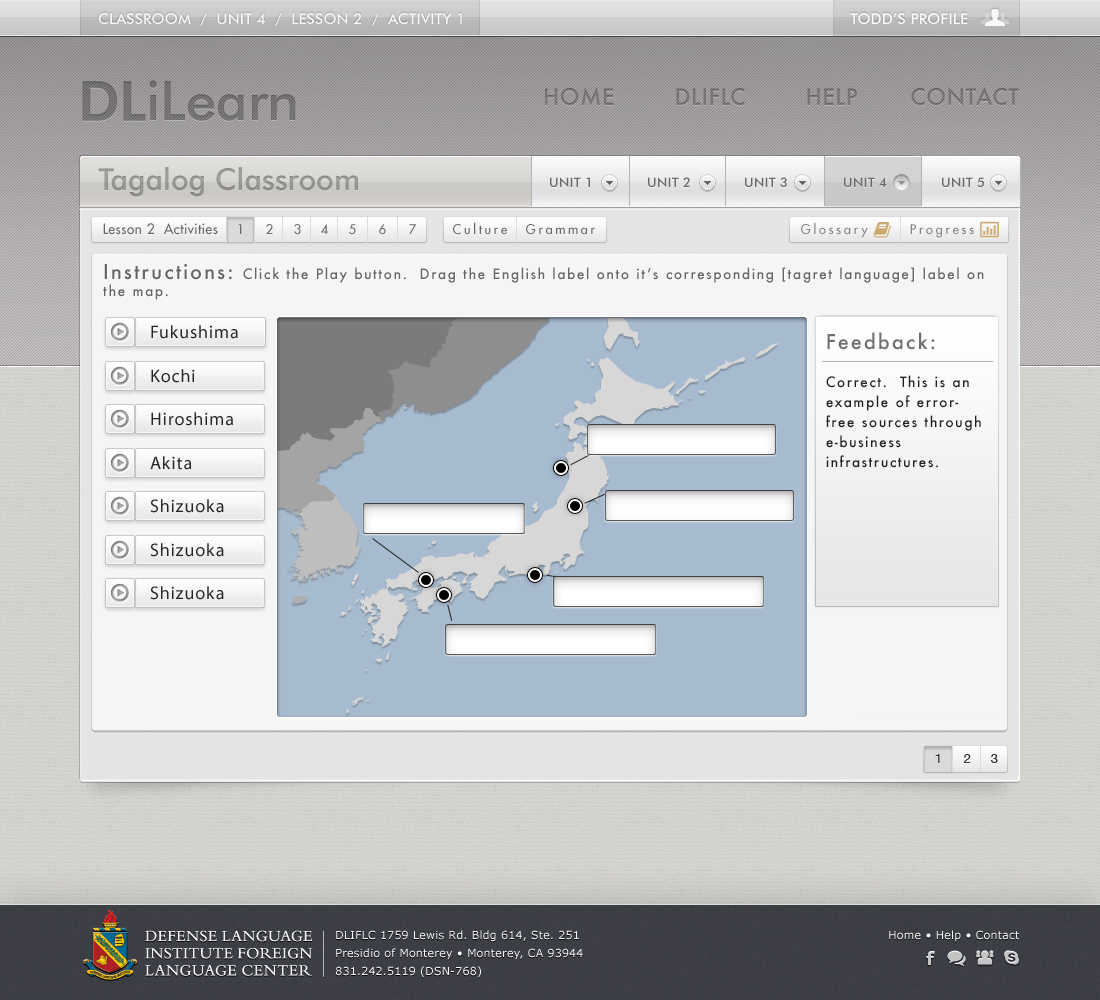 CLASSROOM / UNIT 4 / LESSON 2 / ACTIVITY 1
TODD'S PROFILE
DLiLearn
HOME
DLIFLC
HELP
CONTACT
Tagalog Classroom
UNIT 1
UNIT 2
UNIT 3
UNIT 4
UNIT 5
Lesson 2 Activities
1
2
3
4
5
6
7
Culture
Grammar
Glossary
Progress
Instructions: Click the Play button. Drag the English label onto it's corresponding [tagret language] label on
the map.
Fukushima
Kochi
Hiroshima
Akita
Shizuoka
Shizuoka
Shizuoka
Feedback:
Correct. This is an
example of error-
free sources through
e-business
infrastructures.
1
2
3
DEFENSE LANGUAGE
INSTITUTE FOREIGN
LANGUAGE CENTER
DLIFLC 1759 Lewis Rd. Bldg 614, Ste. 251
Presidio of Monterey • Monterey, CA 93944
831.242.5119 (DSN-768)
Home • Help • Contact